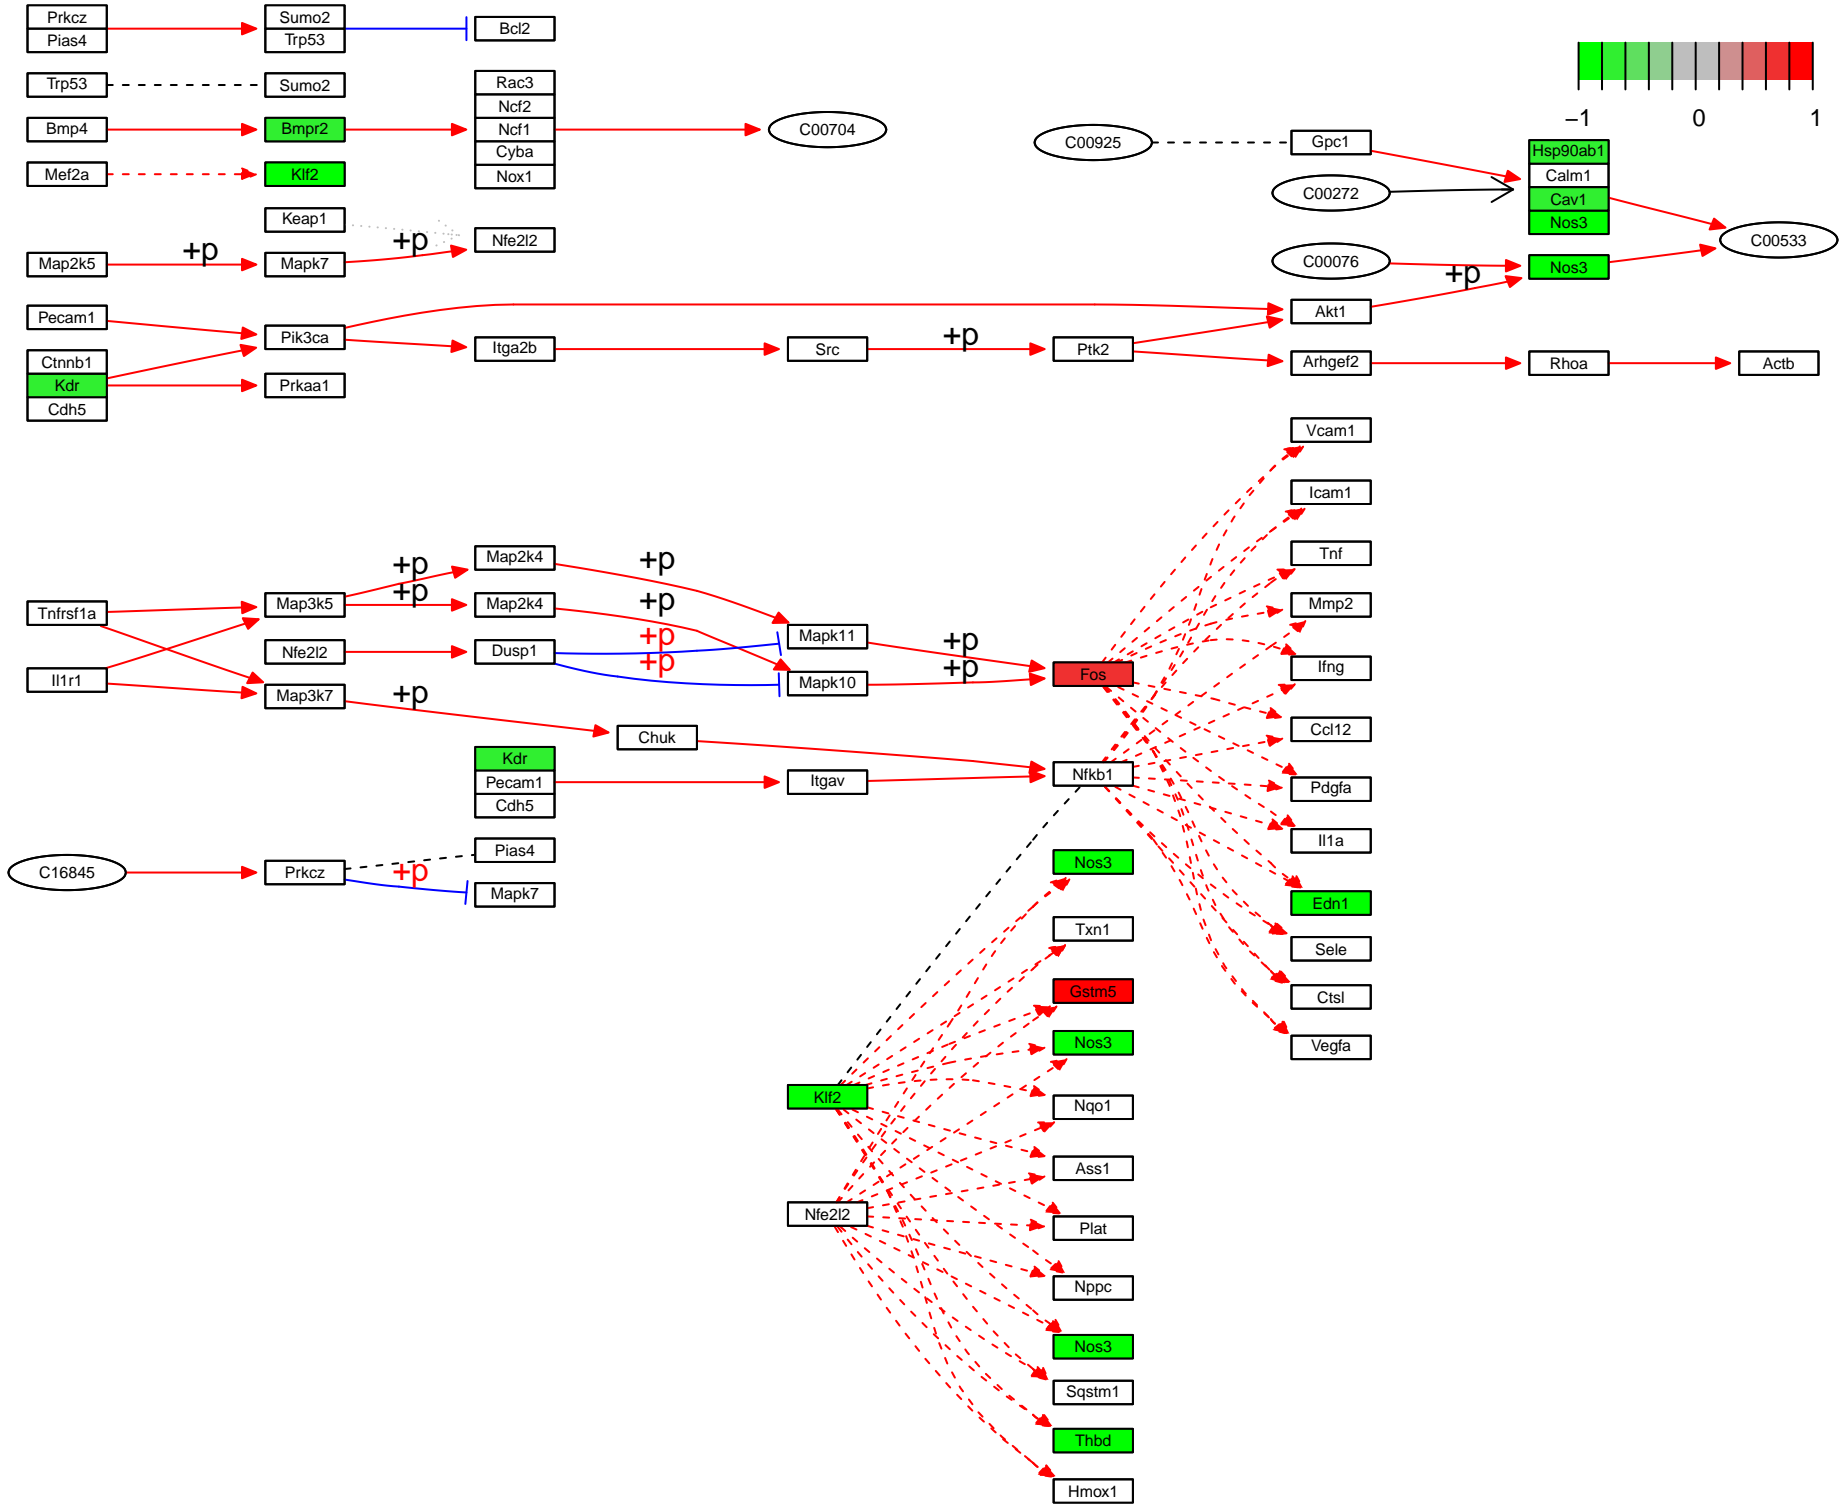 Prkcz
Pias4
Sumo2
Trp53
Bcl2
Trp53
Sumo2
Rac3
Ncf2
Ncf1
Cyba
Nox1
Bmp4
Bmpr2
C00704
Mef2a
Klf2
Keap1
Nfe2l2
+p
+p
Map2k5
Mapk7
−1
0
1
C00925
Gpc1
Hsp90ab1
Calm1
Cav1
Nos3
C00272
C00533
C00076
Nos3
+p
Pecam1
Pik3ca
Akt1
Ctnnb1
Kdr
Cdh5
Prkaa1
Itga2b
Src
+p
Ptk2
Arhgef2
Rhoa
Actb
Vcam1
Icam1
Tnf
Mmp2
Ifng
Ccl12
Pdgfa
Il1a
Edn1
Sele
Ctsl
Vegfa
Tnfrsf1a
Il1r1
Map3k5
Nfe2l2
Map3k7
+p
+p
+p
Map2k4
Map2k4
Dusp1
+p
+p
+p
+p
Mapk11
Mapk10
+p
+p
Fos
Chuk
Kdr
Pecam1
Cdh5
Itgav
Nfkb1
C16845
Prkcz
+p
Pias4
Mapk7
Klf2
Nfe2l2
Nos3
Txn1
Gstm5
Nos3
Nqo1
Ass1
Plat
Nppc
Nos3
Sqstm1
Thbd
Hmox1